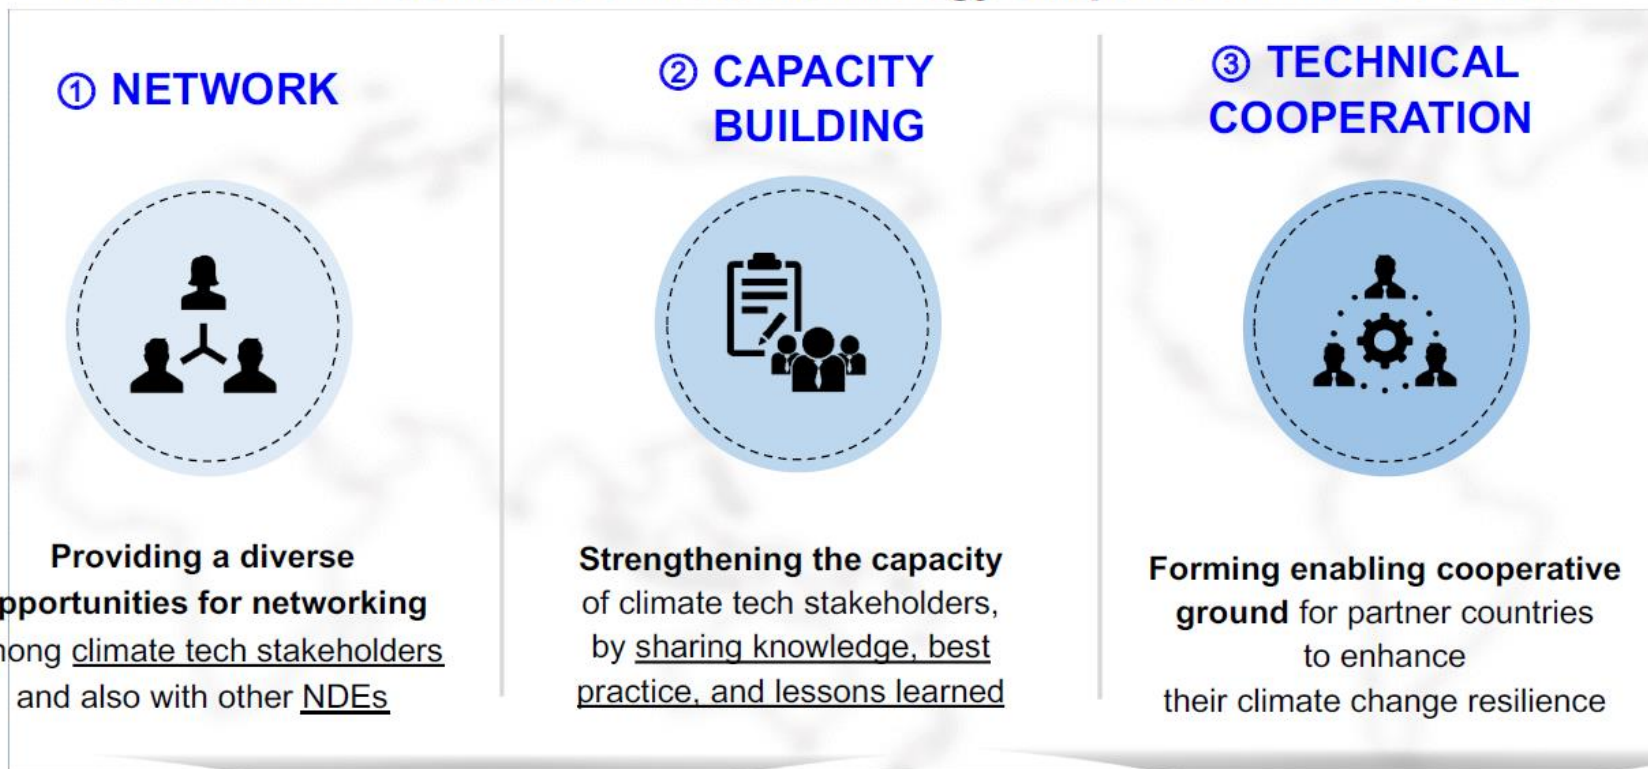 ① NETWORK
Providing a diverse
pportunities for networking
climate tech stakeholders
and also with other NDEs
② CAPACITY
BUILDING
Strengthening the capacity
of climate tech stakeholders,
by sharing knowledge, best
practice, and lessons learned
③ TECHNICAL
COOPERATION
Forming enabling cooperative
ground for partner countries
to enhance
their climate change resilience